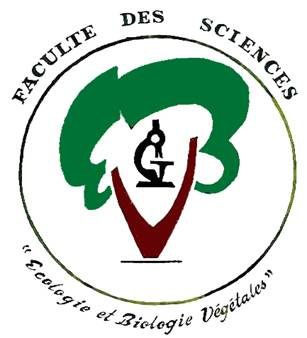 FACULTE DES SCIENCES
"Ecologie et Biologie Végétales"